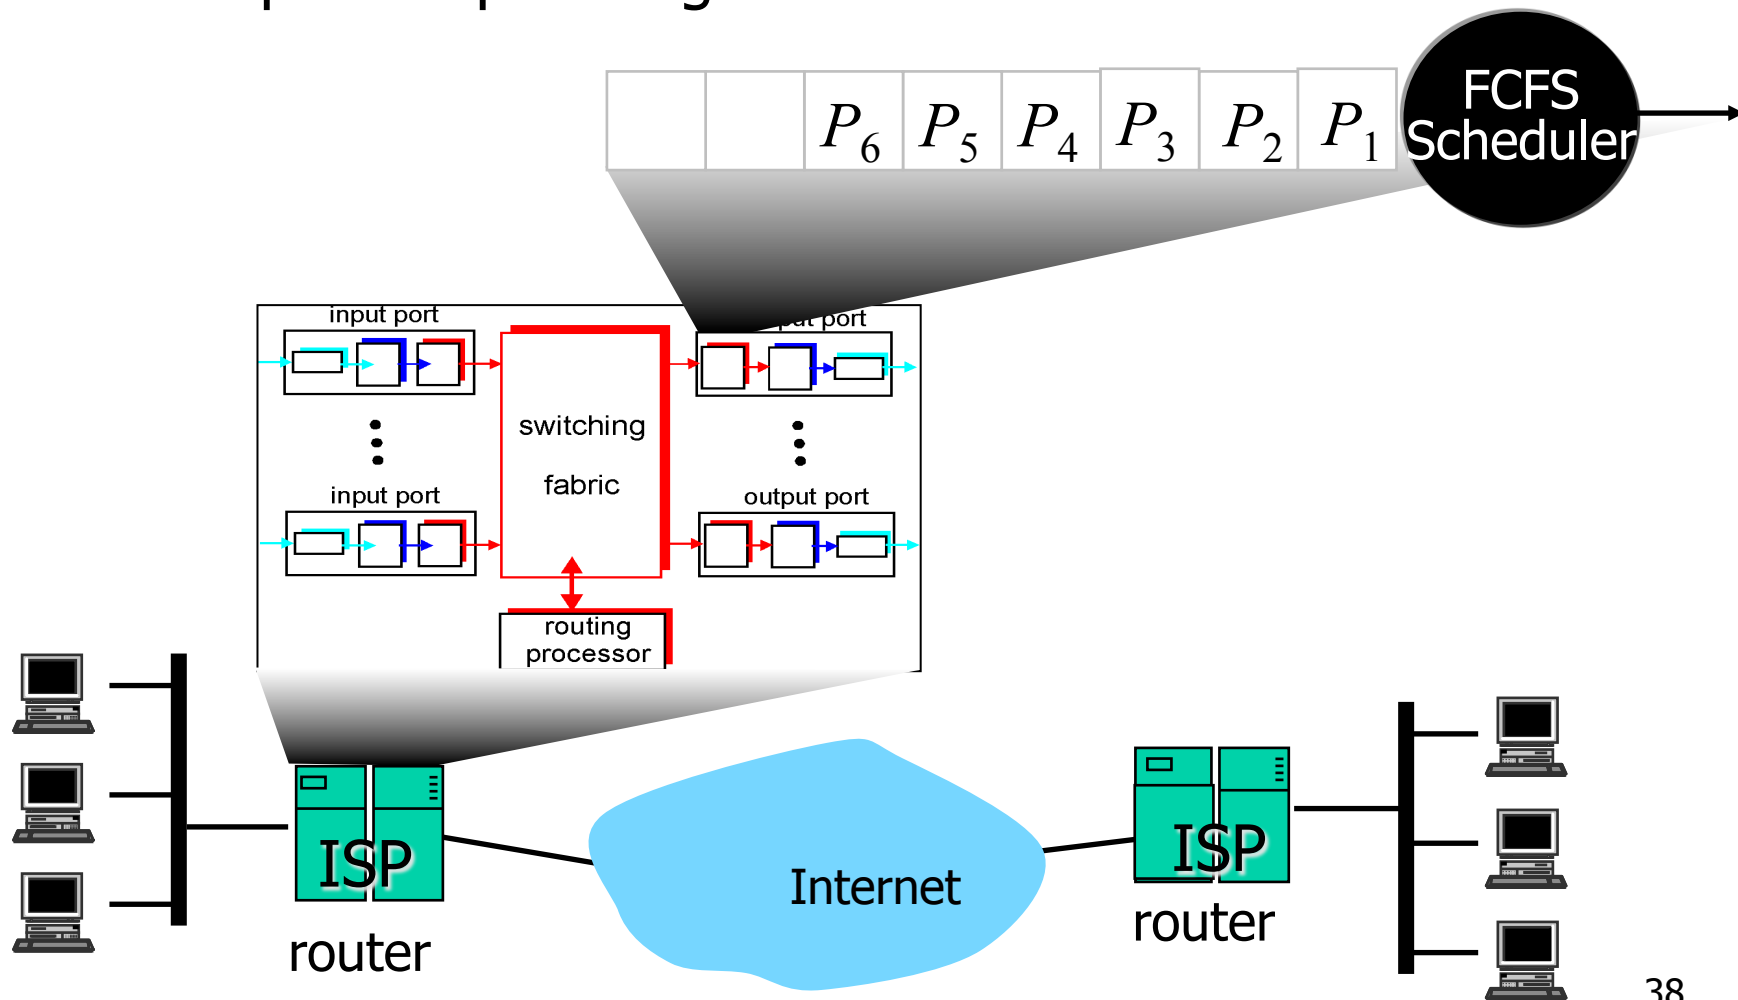 FCFS
Scheduler
P6 P5 P4 P3 P2 P1
input port
port
switching
fabric
input port
output port
routing
processor
ISP
ISP
Internet
router
router
38